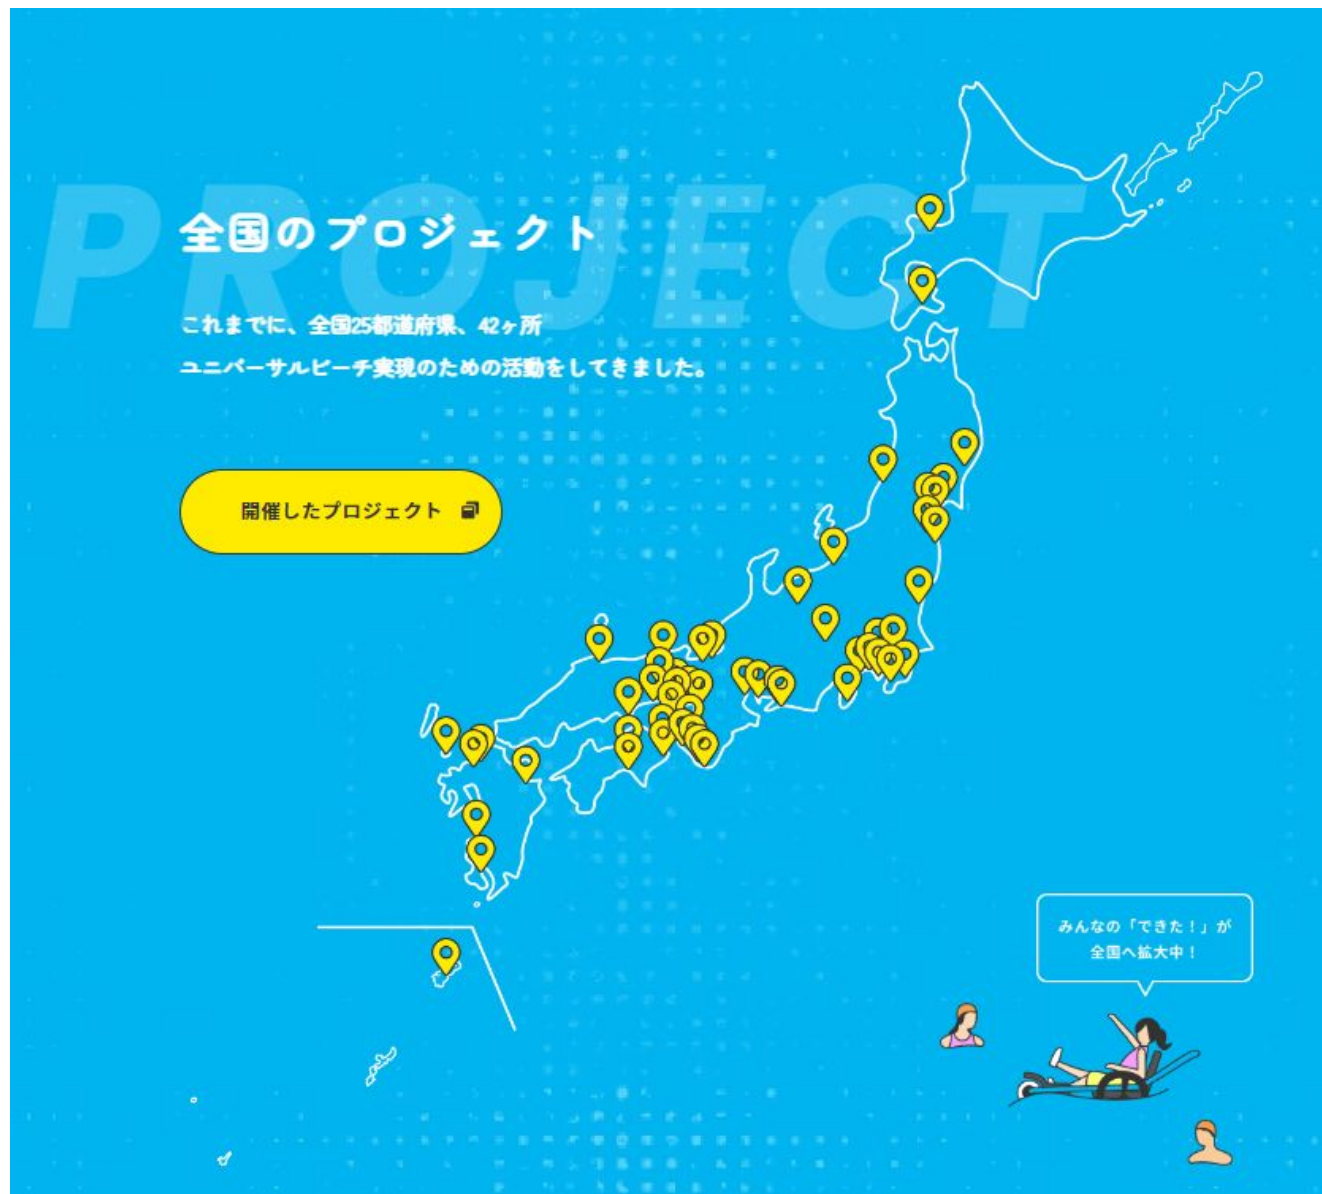 PROJECT
全国のプロジェクト
これまでに、全国25都道府県、42ヶ所
ユニバーサルビーチ実現のための活動をしてきました。
開催したプロジェクト
みんなの「できた！」が
全国へ拡大中！